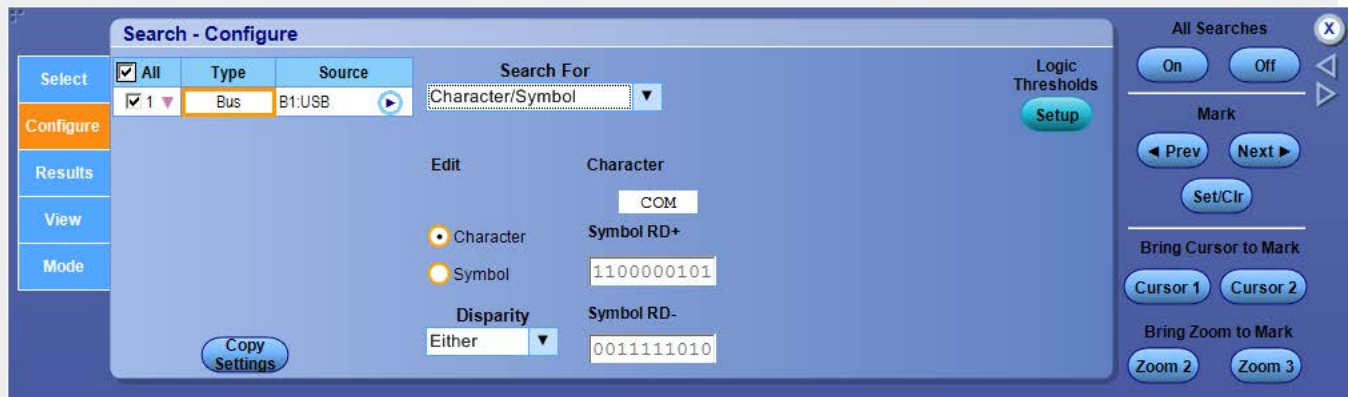 Search - Configure
All Searches
X
Select
All Type Source
Search For
Logic
Thresholds
On Off
1 Bus B1:USB
Character/Symbol
Setup
Configure
Mark
Prev Next
Results
Edit Character
COM
Set/Clr
View
Character
Symbol RD+
Bring Cursor to Mark
Mode
Symbol
1100000101
Cursor 1 Cursor 2
Disparity
Symbol RD-
Bring Zoom to Mark
Copy
Settings
Either
0011111010
Zoom 2 Zoom 3